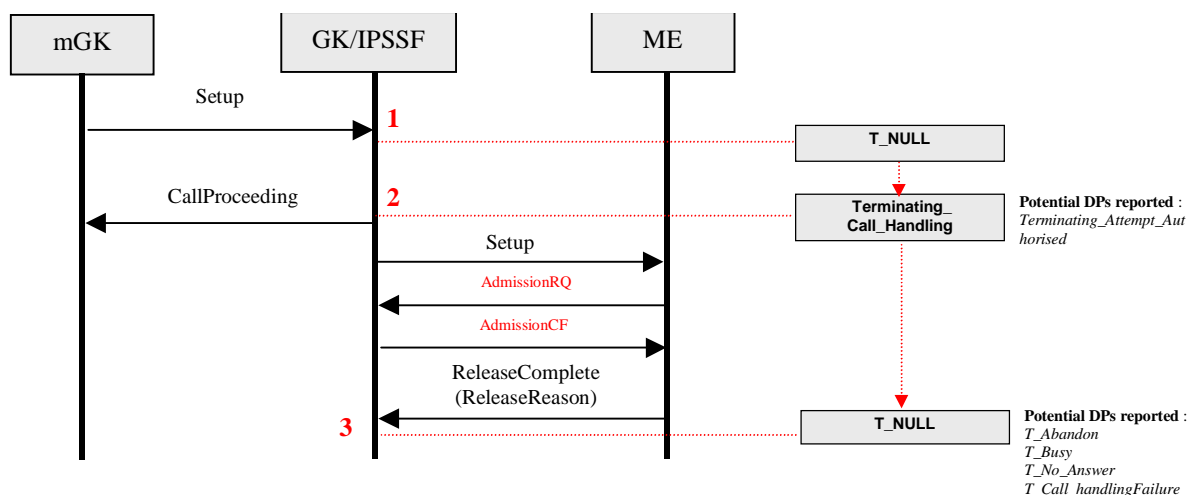 mGK
GK/IPSSF
ME
Setup
1
T_NULL
CallProceeding
2
Terminating_
Call_Handling
Potential DPs reported :
Terminating_Attempt_Aut
horised
Setup
AdmissionRQ
AdmissionCF
ReleaseComplete
(ReleaseReason)
3
T_NULL
Potential DPs reported :
T_Abandon
T_Busy
T_No_Answer
T_Call_handlingFailure